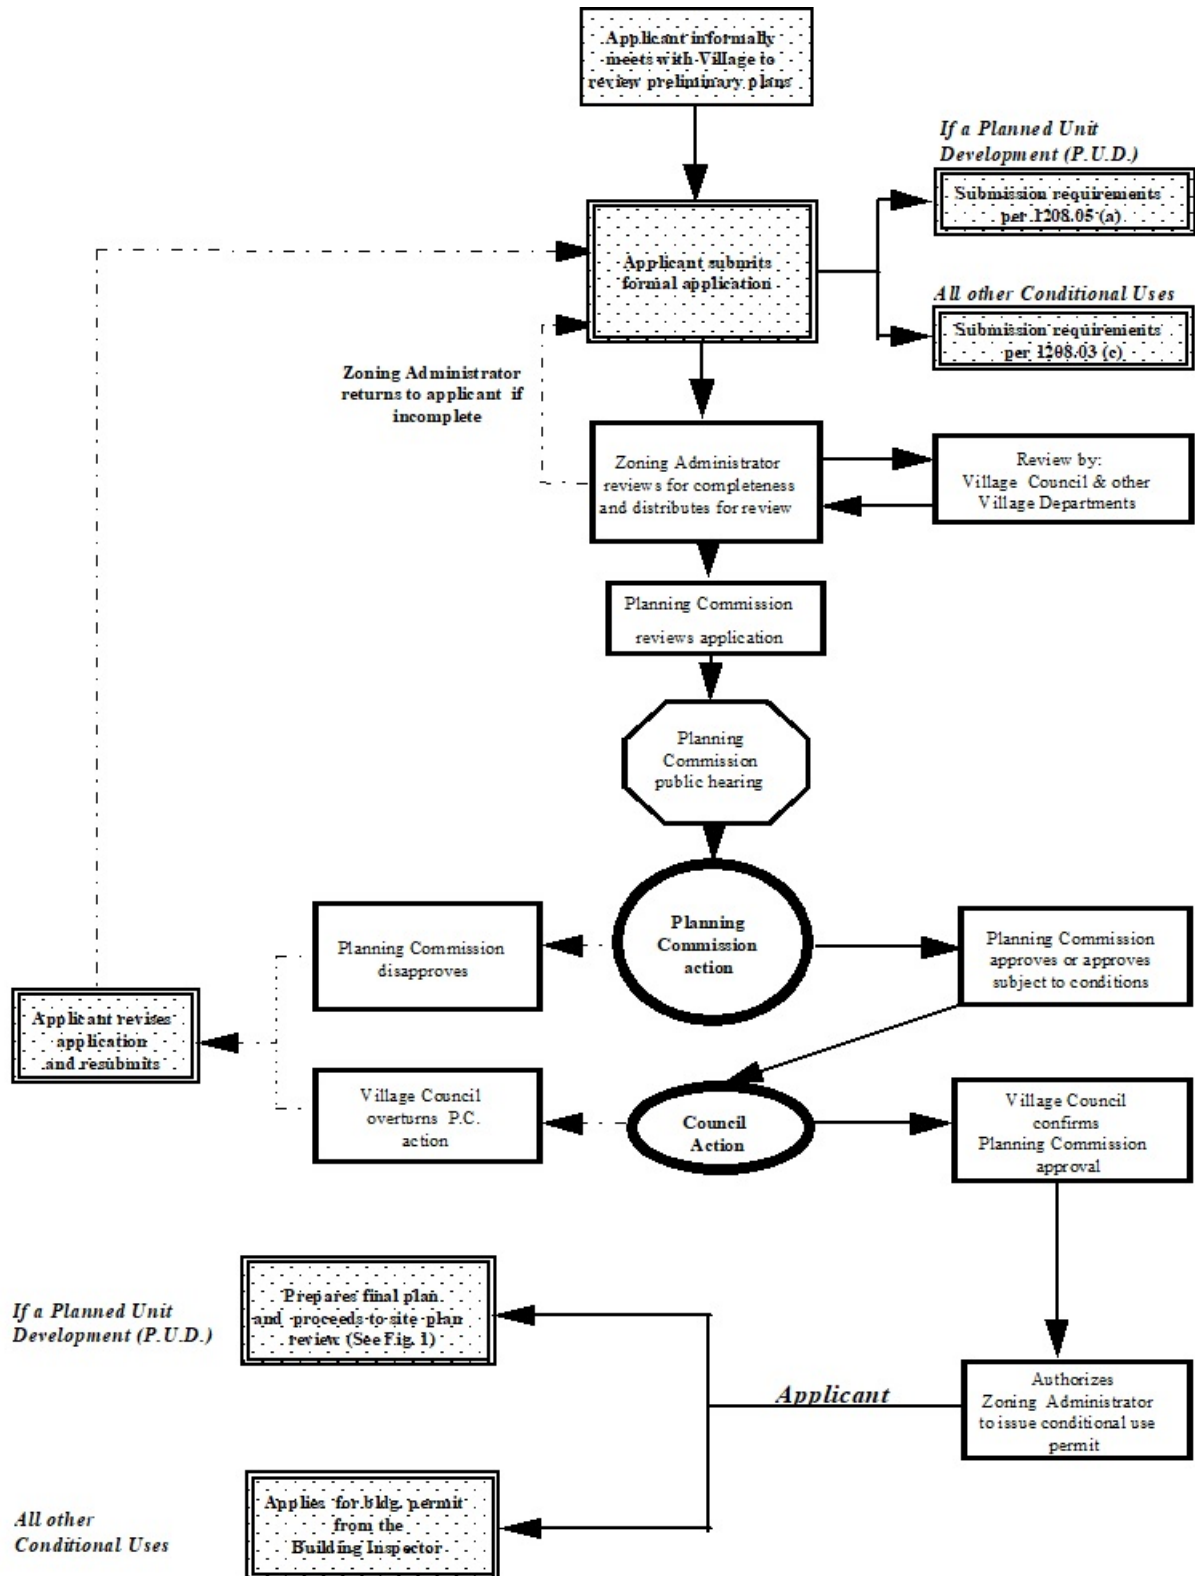 Applicant informally
meets with Village to
review preliminary plans
If a Planned Unit
Development (P.U.D.)
Submission requirements
per 1208.05 (a)
Applicant submits
formal application
All other Conditional Uses
Submission requirements
per 1208.03 (c)
Zoning Administrator
returns to applicant if
incomplete
Zoning Administrator
reviews for completeness
and distributes for review
Review by:
Village Council & other
Village Departments
Planning Commission
reviews application
Planning
Commission
public hearing
Planning Commission
disapproves
Planning
Commission
action
Planning Commission
approves or approves
subject to conditions
Applicant revises
application
and resubmits
Village Council
overturns P.C.
action
Council
Action
Village Council
confirms
Planning Commission
approval
If a Planned Unit
Development (P.U.D.)
Prepares final plan
and proceeds to site plan
review (See Fig. 1)
Applicant
Authorizes
Zoning Administrator
to issue conditional use
permit
All other
Conditional Uses
Applies for bldg. permit
from the
Building Inspector